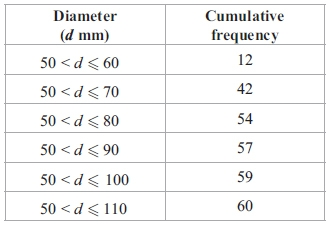 Diameter Cumulative
(d mm) frequency
50 < d ⩽ 60 12
50 < d ⩽ 70 42
50 < d ⩽ 80 54
50 < d ⩽ 90 57
50 < d ⩽ 100 59
50 < d ⩽ 110 60